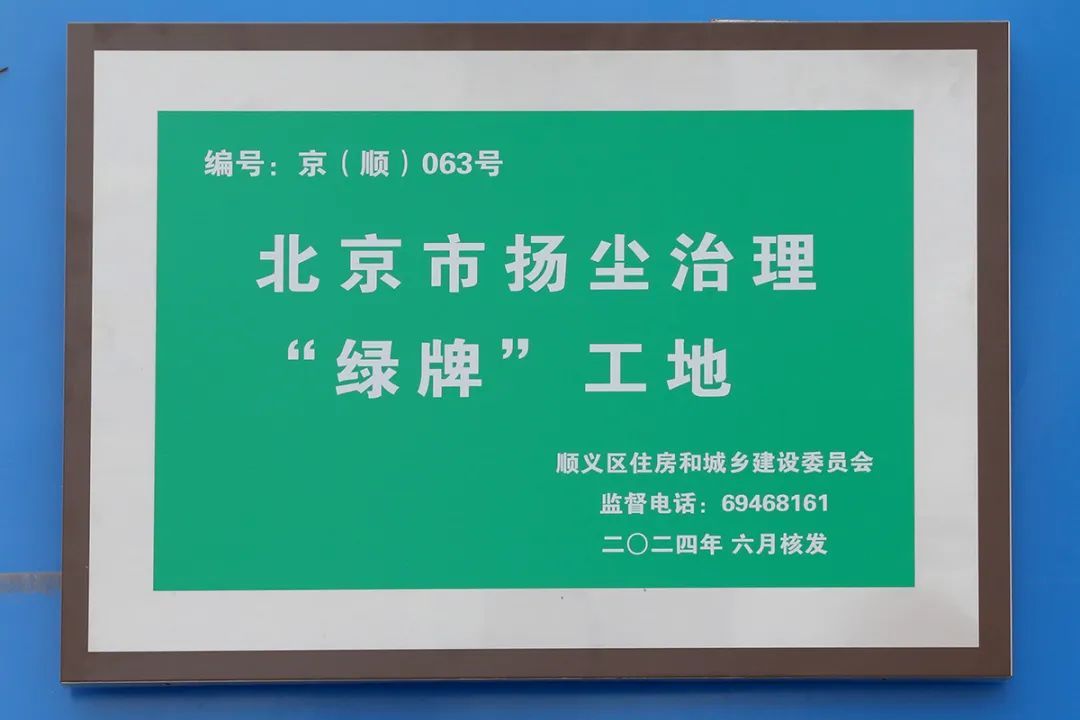 编号：京（顺）063号
北京市扬尘治理
“绿牌”工地
顺义区住房和城乡建设委员会
监督电话：69468161
二〇二四年 六月核发